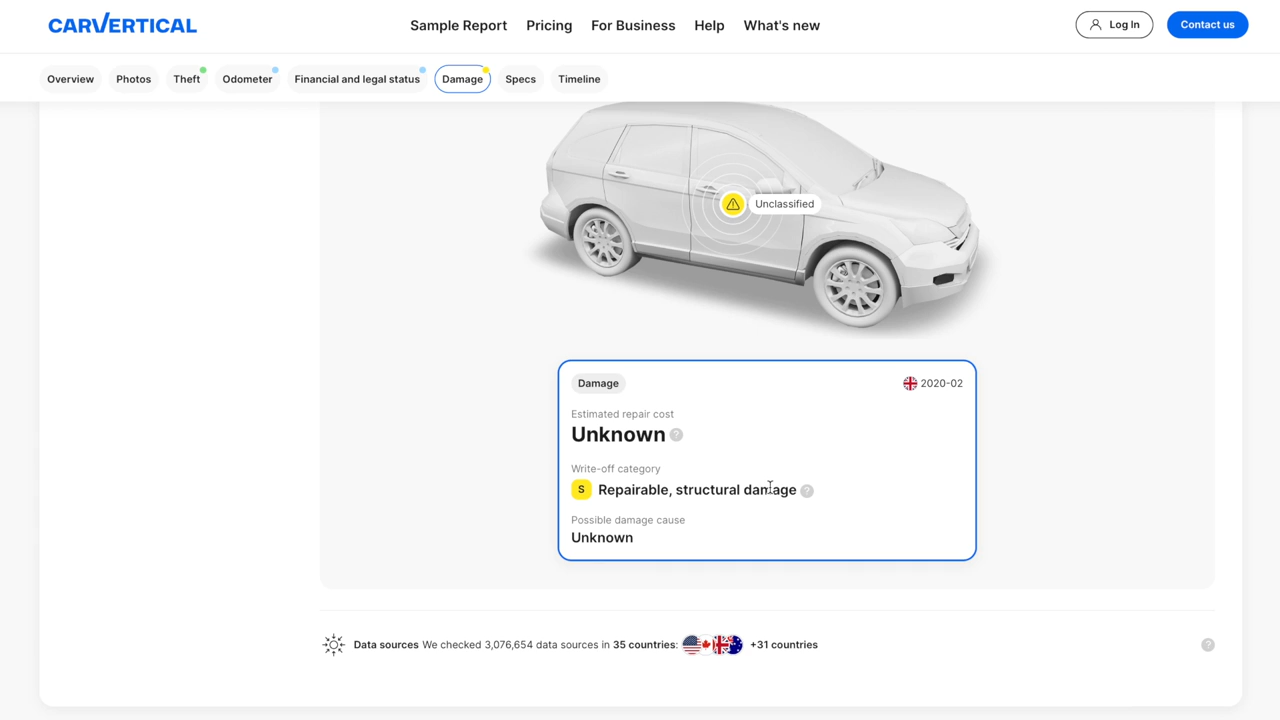 CARVERTICAL
Sample Report
Pricing
For Business
Help
What's new
Log In
Contact us
Overview
Photos
Theft
Odometer
Financial and legal status
Damage
Specs
Timeline
Unclassified
Damage
2020-02
Estimated repair cost
Unknown ?
Write-off category
S Repairable, structural damage ?
Possible damage cause
Unknown
Data sources We checked 3,076,654 data sources in 35 countries: +31 countries ?